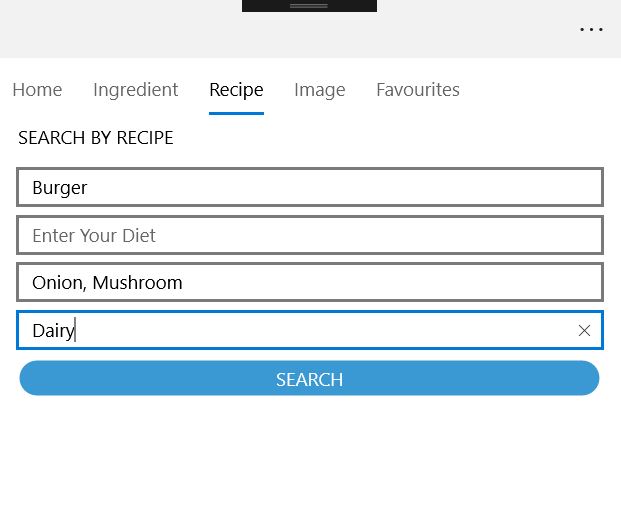 Home Ingredient Recipe Image Favourites
SEARCH BY RECIPE
Burger
Enter Your Diet
Onion, Mushroom
Dairy
SEARCH